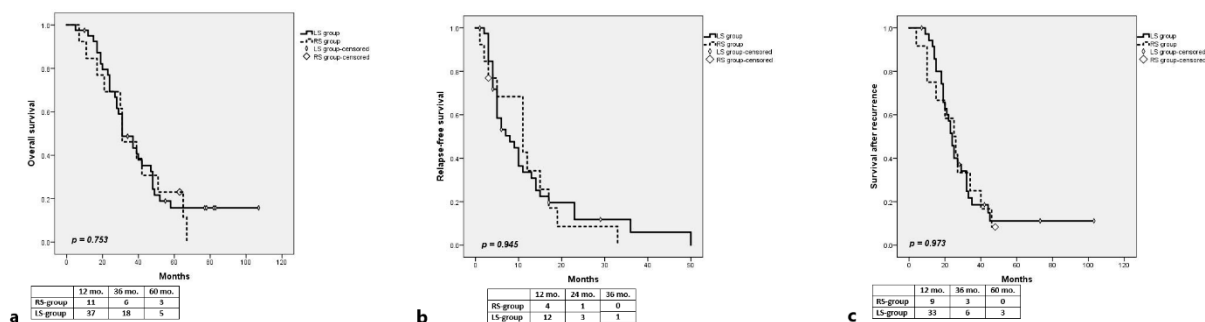 1.0
0.8
0.6
0.4
0.2
0.0
Overall survival
p = 0.753
0 20 40 60 80 100 120
Months
LS group
RS group
LS group-censored
RS group-censored
12 mo. 36 mo. 60 mo.
RS-group 11 6 3
LS-group 37 18 5
a
1.0
0.8
0.6
0.4
0.2
0.0
Relapse-free survival
p = 0.945
0 10 20 30 40 50
Months
LS group
RS group
LS group-censored
RS group-censored
12 mo. 24 mo. 36 mo.
RS-group 4 1 0
LS-group 12 3 1
b
1.0
0.8
0.6
0.4
0.2
0.0
Survival after recurrence
p = 0.973
0 20 40 60 80 100 120
Months
LS group
RS group
LS group-censored
RS group-censored
12 mo. 36 mo. 60 mo.
RS-group 9 3 0
LS-group 33 6 3
c